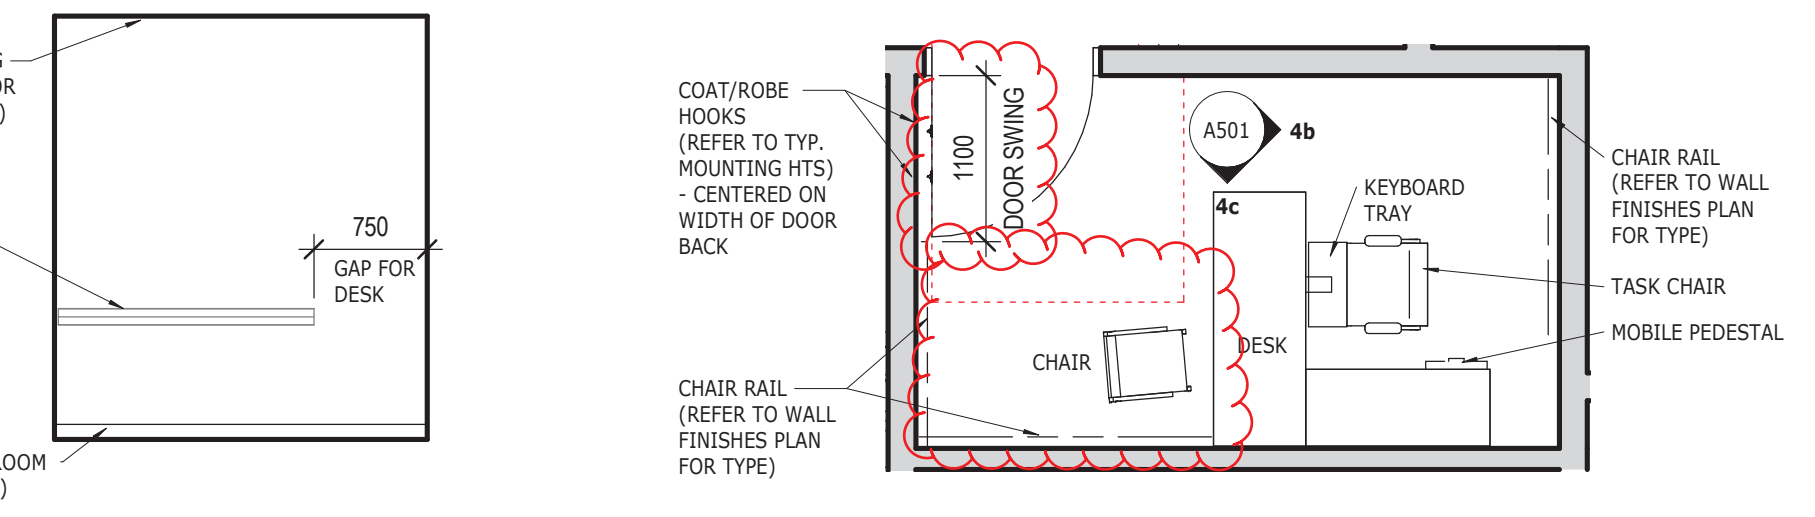 OR
)
750
GAP FOR
DESK
OOM
)
COAT/ROBE
HOOKS
(REFER TO TYP.
MOUNTING HTS)
- CENTERED ON
WIDTH OF DOOR
BACK
1100
DOOR SWING
A501
4b
4c
KEYBOARD
TRAY
CHAIR RAIL
(REFER TO WALL
FINISHES PLAN
FOR TYPE)
TASK CHAIR
MOBILE PEDESTAL
DESK
CHAIR
CHAIR RAIL
(REFER TO WALL
FINISHES PLAN
FOR TYPE)